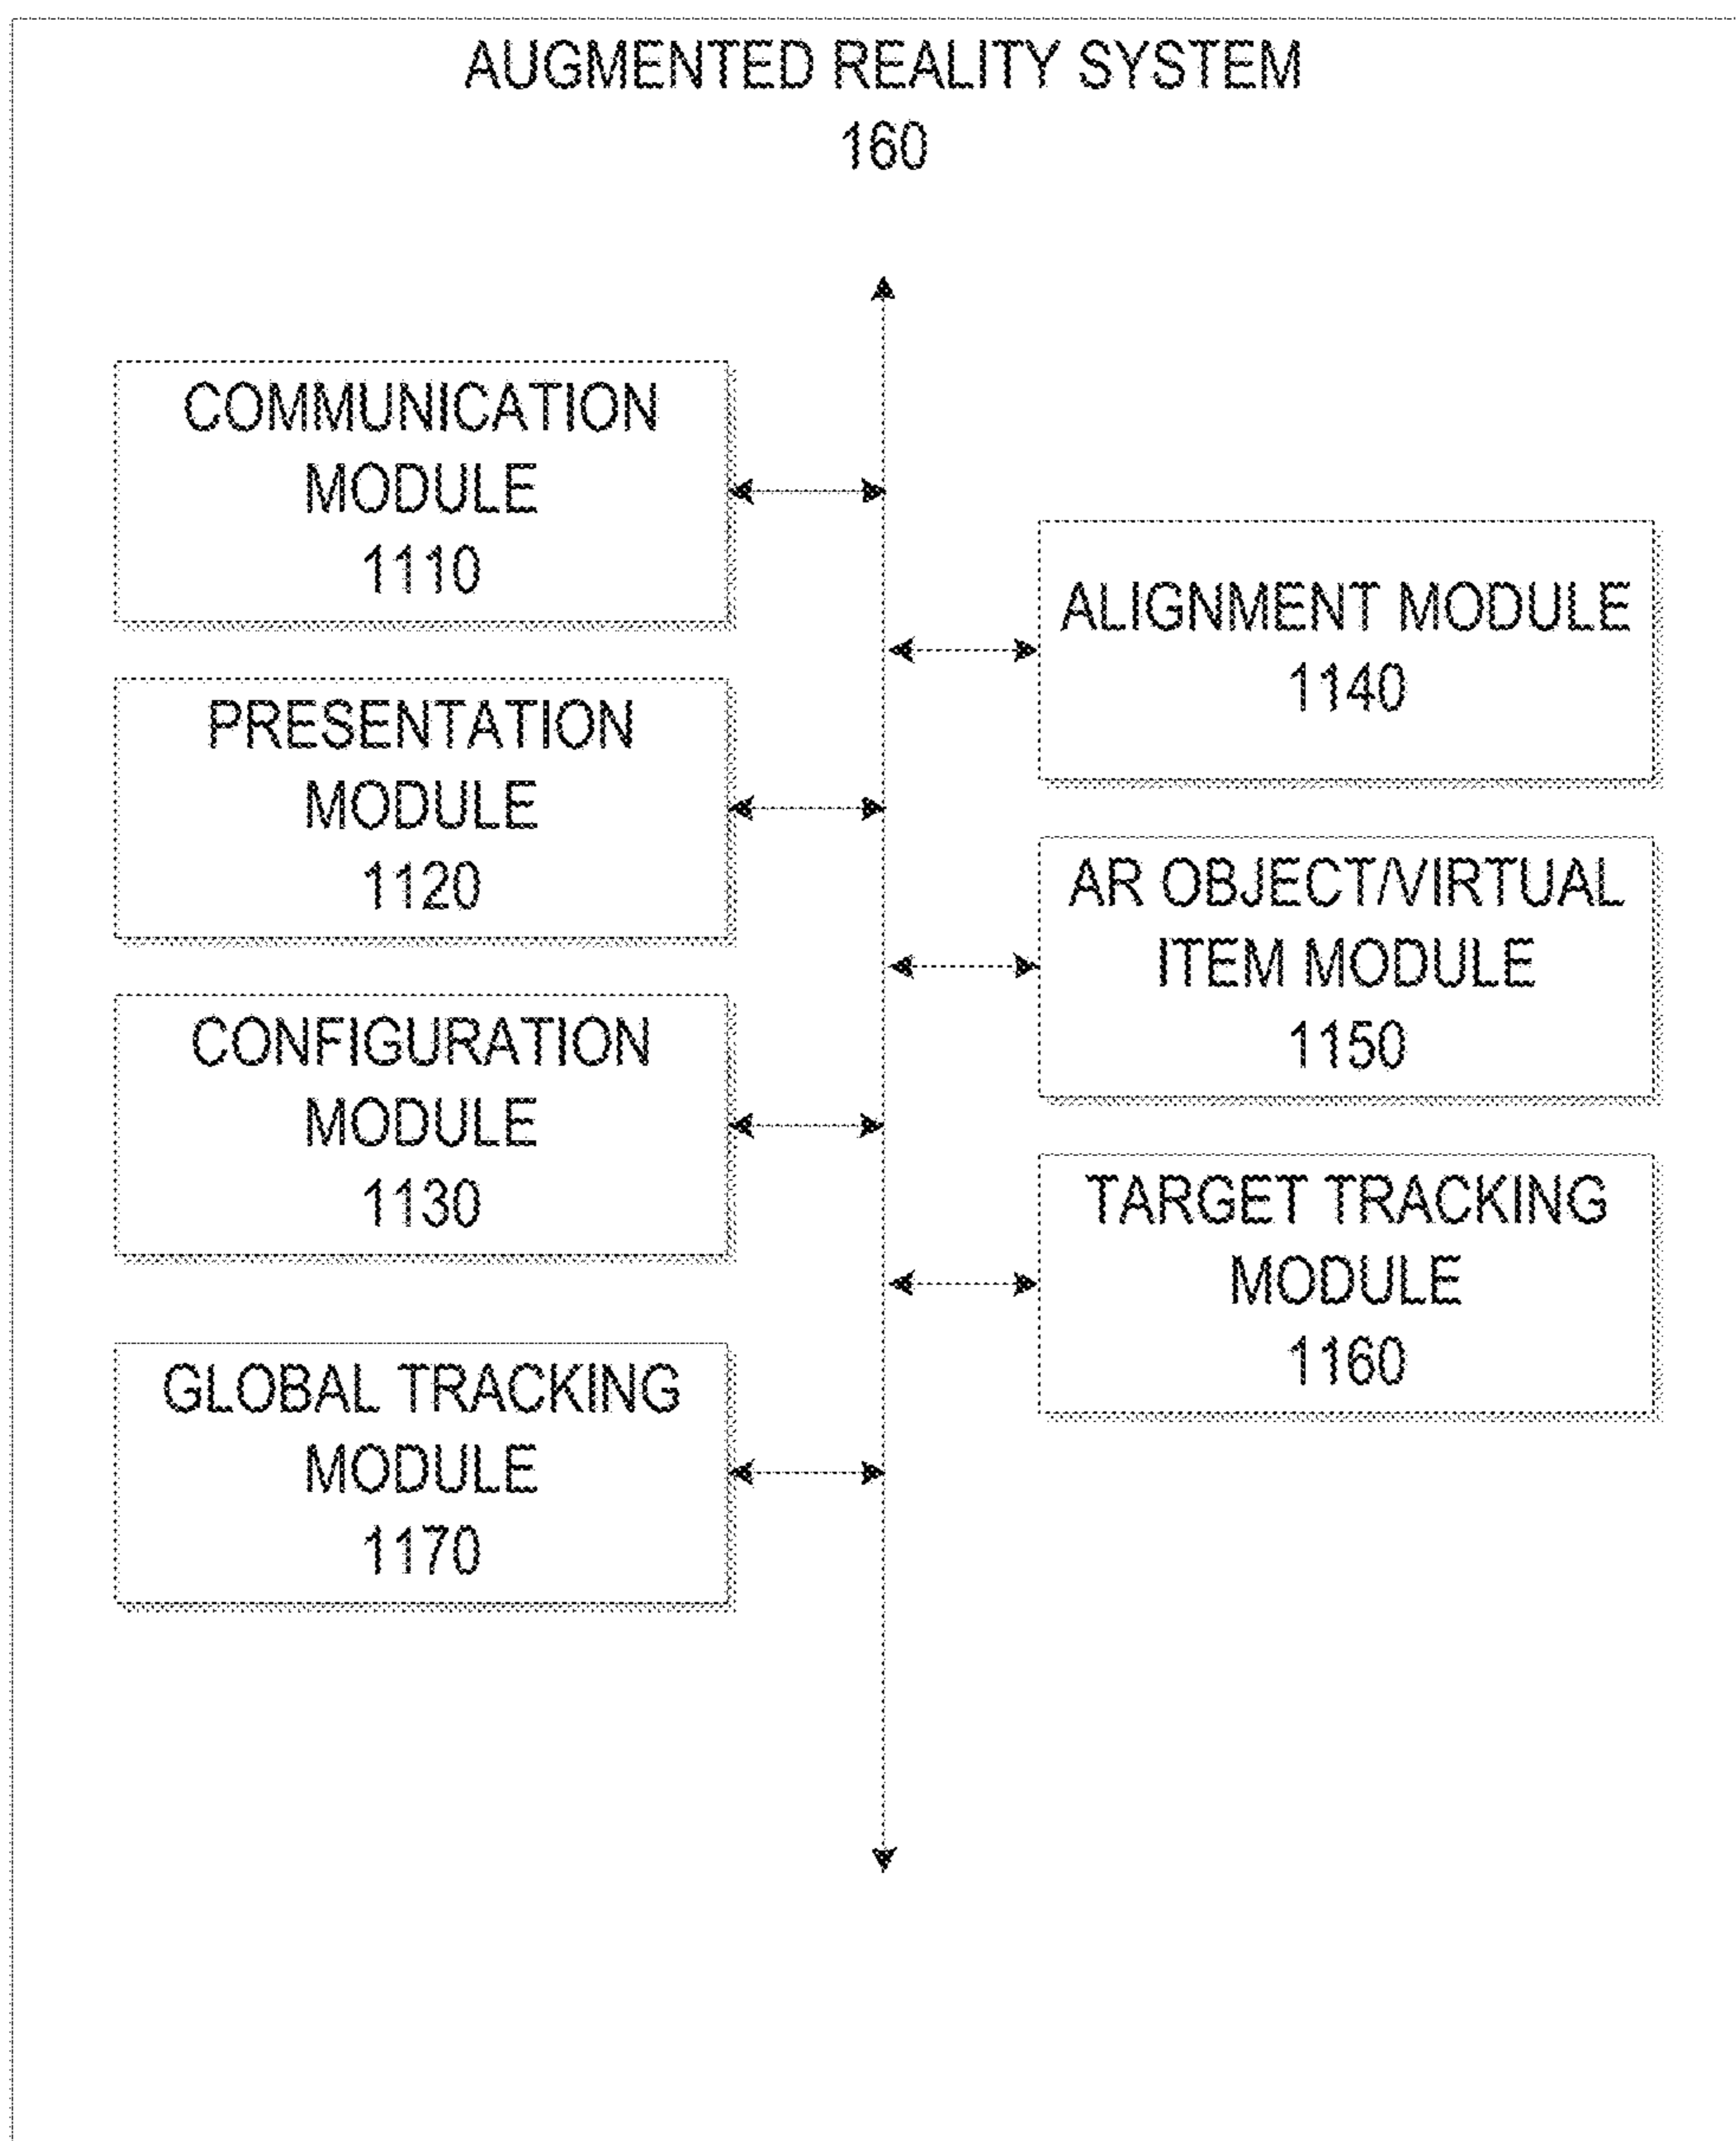 AUGMENTED REALITY SYSTEM
160
COMMUNICATION
MODULE
1110
PRESENTATION
MODULE
1120
CONFIGURATION
MODULE
1130
GLOBAL TRACKING
MODULE
1170
ALIGNMENT MODULE
1140
AR OBJECT/VIRTUAL
ITEM MODULE
1150
TARGET TRACKING
MODULE
1160